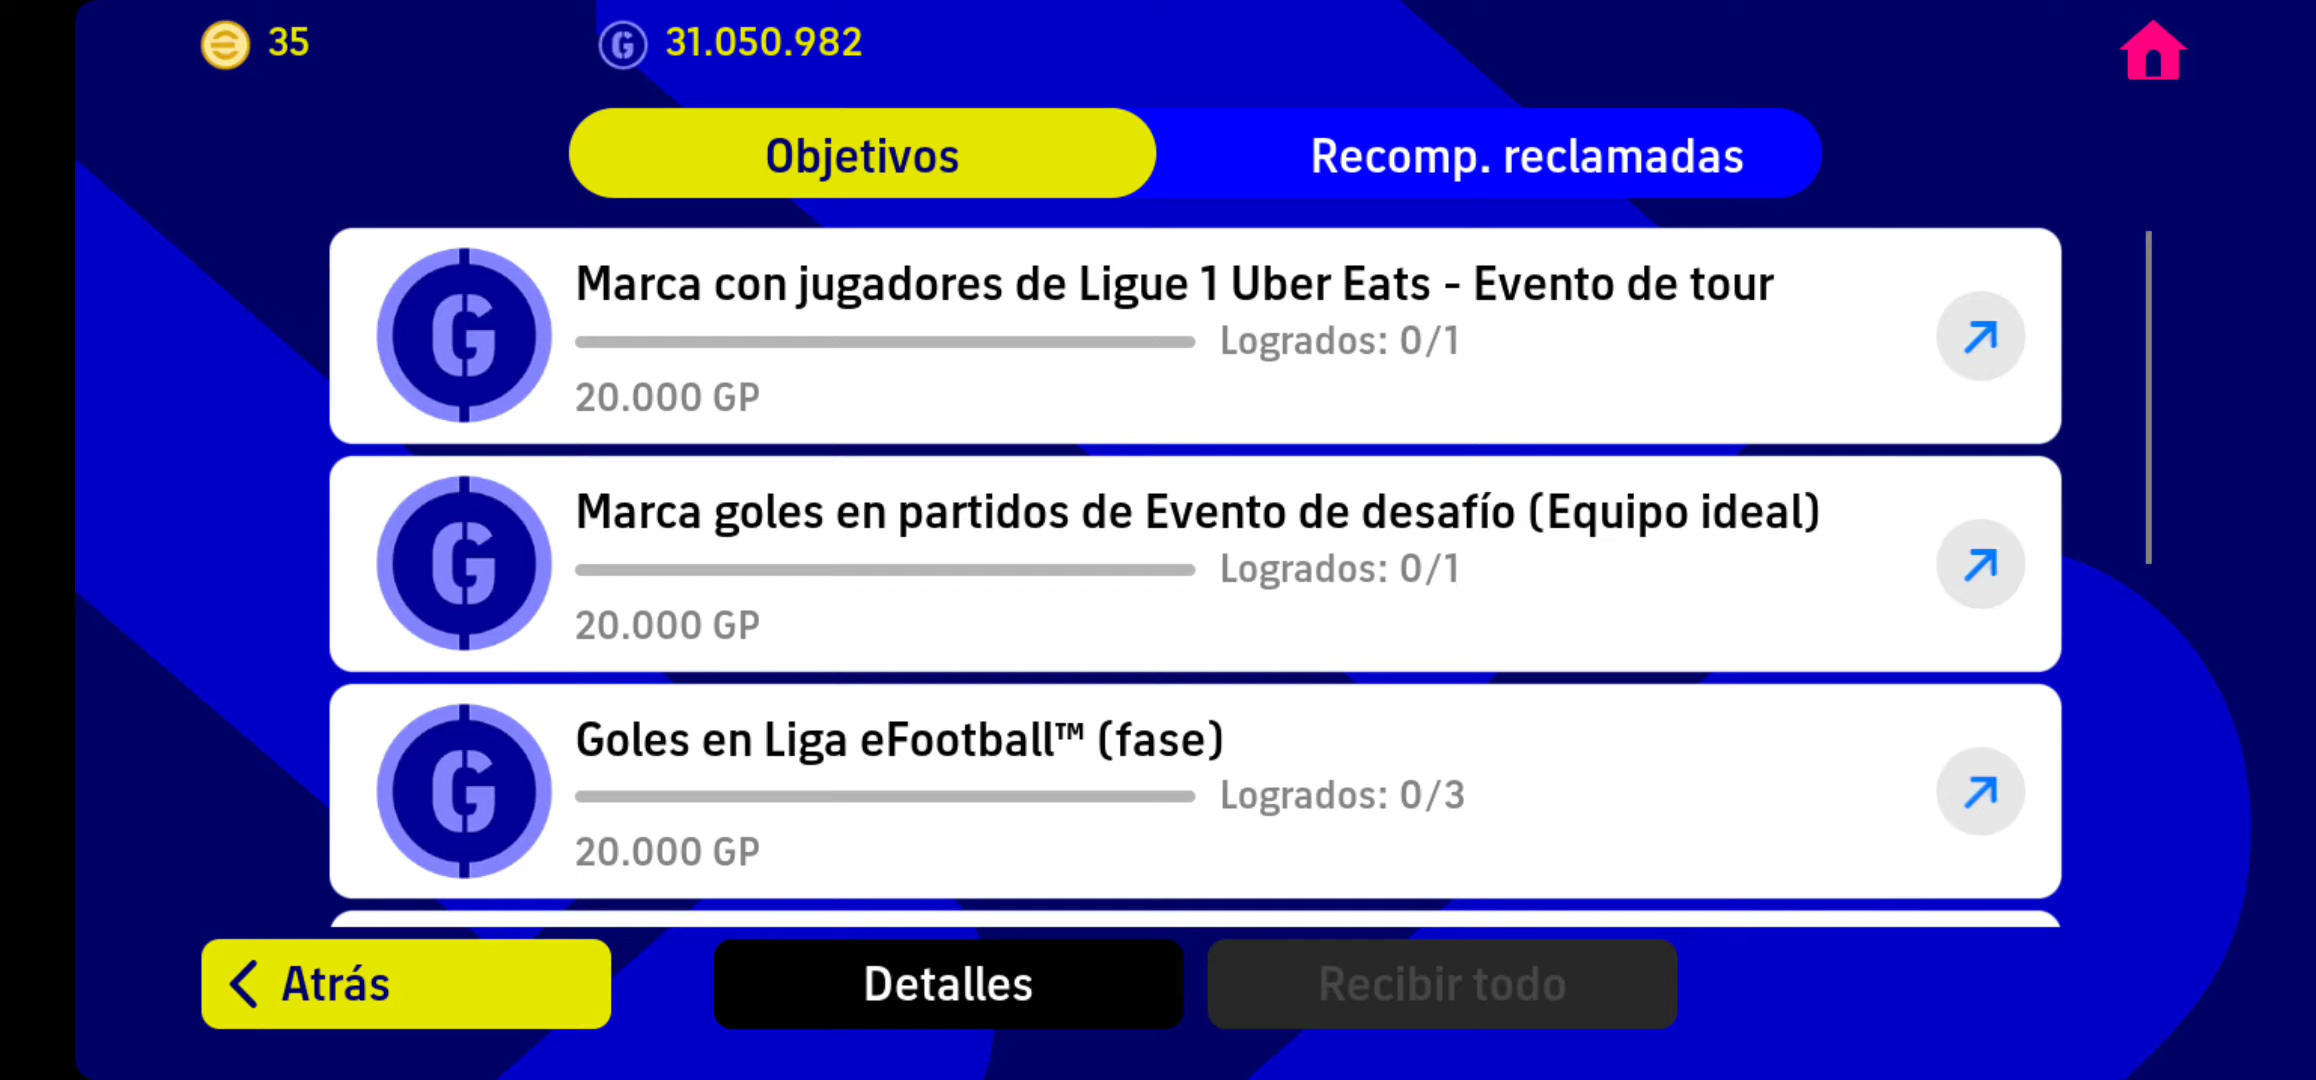 35
31.050.982
Objetivos
Recomp. reclamadas
Marca con jugadores de Ligue 1 Uber Eats - Evento de tour
Logrados: 0/1
20.000 GP
Marca goles en partidos de Evento de desafío (Equipo ideal)
Logrados: 0/1
20.000 GP
Goles en Liga eFootball™ (fase)
Logrados: 0/3
20.000 GP
Atrás
Detalles
Recibir todo